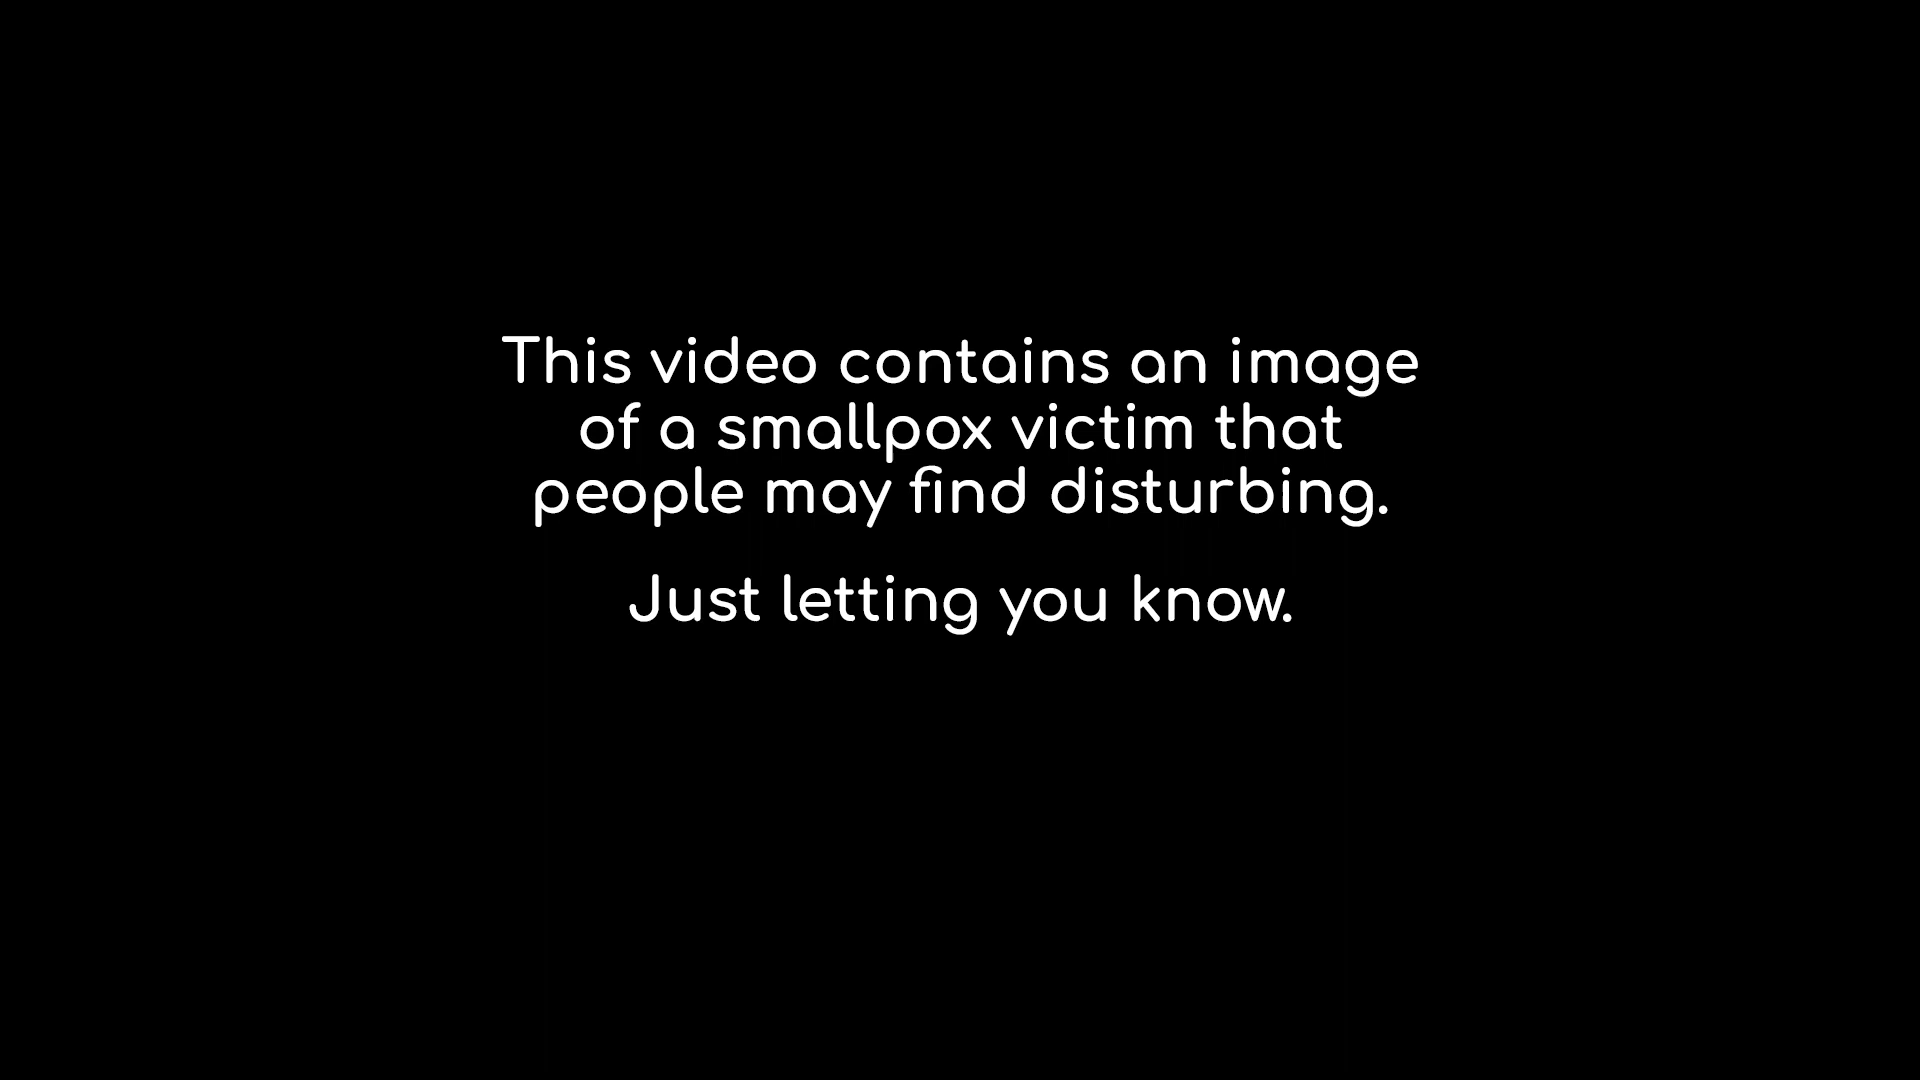 This video contains an image
of a smallpox victim that
people may find disturbing.
Just letting you know.